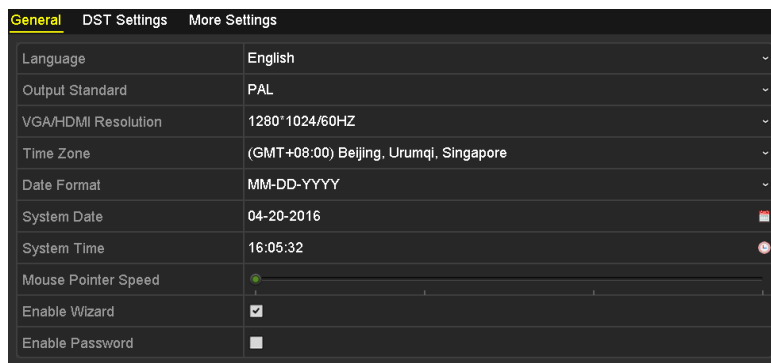 General DST Settings More Settings
Language English
Output Standard PAL
VGA/HDMI Resolution 1280*1024/60HZ
Time Zone (GMT+08:00) Beijing, Urumqi, Singapore
Date Format MM-DD-YYYY
System Date 04-20-2016
System Time 16:05:32
Mouse Pointer Speed
Enable Wizard
Enable Password